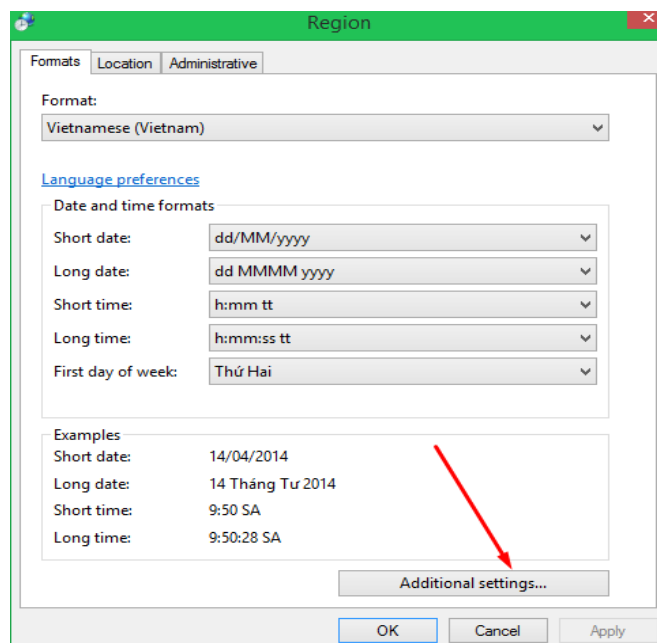 Region
Formats Location Administrative
Format:
Vietnamese (Vietnam)
Language preferences
Date and time formats
Short date: dd/MM/yyyy
Long date: dd MMMM yyyy
Short time: h:mm tt
Long time: h:mm:ss tt
First day of week: Thứ Hai
Examples
Short date: 14/04/2014
Long date: 14 Tháng Tư 2014
Short time: 9:50 SA
Long time: 9:50:28 SA
Additional settings...
OK Cancel Apply